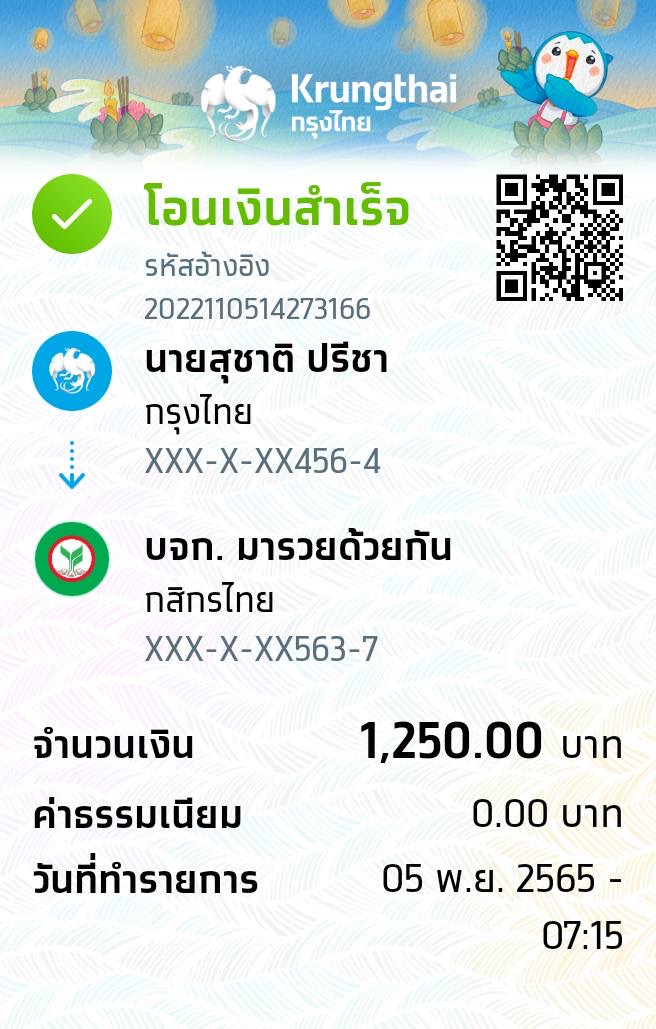 Krungthai
กรุงไทย
โอนเงินสำเร็จ
รหัสอ้างอิง
2022110514273166
นายสุชาติ ปรีชา
กรุงไทย
XXX-X-XX456-4
บจก. มารวยด้วยกัน
กสิกรไทย
XXX-X-XX563-7
จำนวนเงิน 1,250.00 บาท
ค่าธรรมเนียม 0.00 บาท
วันที่ทำรายการ 05 พ.ย. 2565 -
07:15